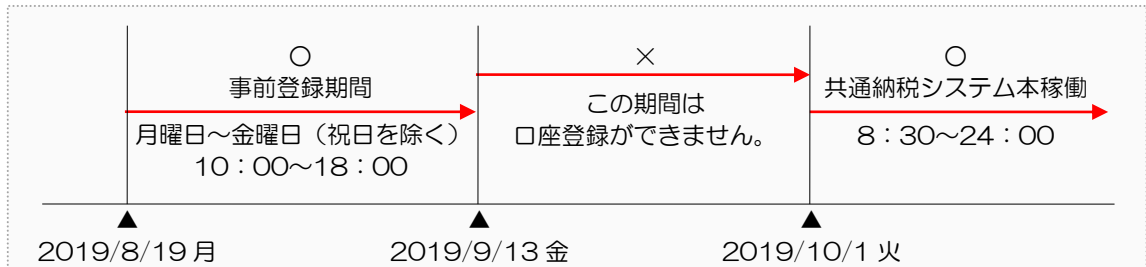 ○
事前登録期間
月曜日～金曜日（祝日を除く）
10：00～18：00
×
この期間は
口座登録ができません。
○
共通納税システム本稼働
8：30～24：00
▲
▲
▲
2019/8/19 月
2019/9/13 金
2019/10/1 火